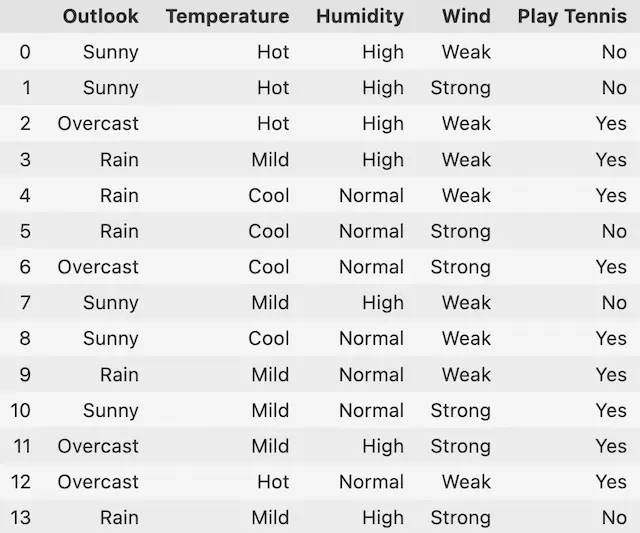 Outlook Temperature Humidity Wind Play Tennis
0 Sunny Hot High Weak No
1 Sunny Hot High Strong No
2 Overcast Hot High Weak Yes
3 Rain Mild High Weak Yes
4 Rain Cool Normal Weak Yes
5 Rain Cool Normal Strong No
6 Overcast Cool Normal Strong Yes
7 Sunny Mild High Weak No
8 Sunny Cool Normal Weak Yes
9 Rain Mild Normal Weak Yes
10 Sunny Mild Normal Strong Yes
11 Overcast Mild High Strong Yes
12 Overcast Hot Normal Weak Yes
13 Rain Mild High Strong No